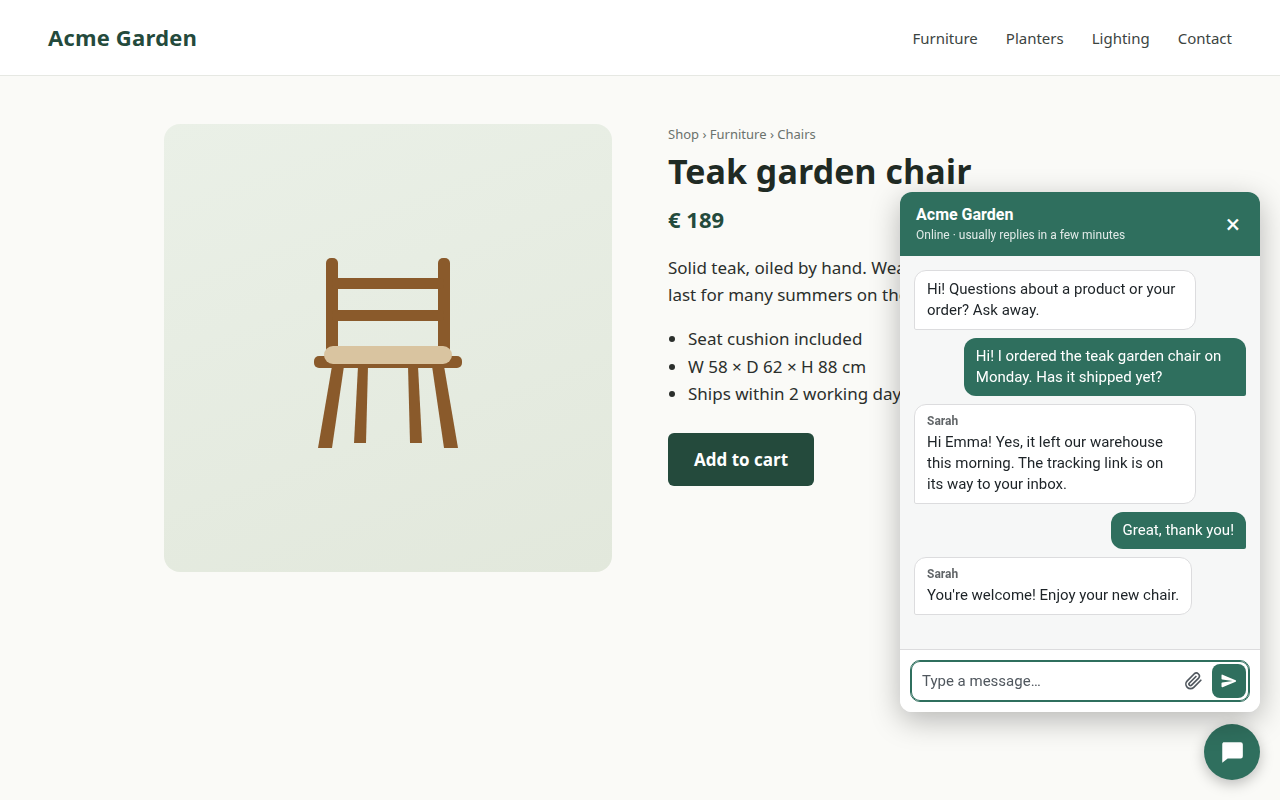 Acme Garden
Furniture
Planters
Lighting
Contact
Shop › Furniture › Chairs
Teak garden chair
€ 189
Solid teak, oiled by hand. Wea
last for many summers on th
• Seat cushion included
• W 58 × D 62 × H 88 cm
• Ships within 2 working day
Add to cart
Acme Garden
Online · usually replies in a few minutes
Hi! Questions about a product or your
order? Ask away.
Hi! I ordered the teak garden chair on
Monday. Has it shipped yet?
Sarah
Hi Emma! Yes, it left our warehouse
this morning. The tracking link is on
its way to your inbox.
Great, thank you!
Sarah
You're welcome! Enjoy your new chair.
Type a message…